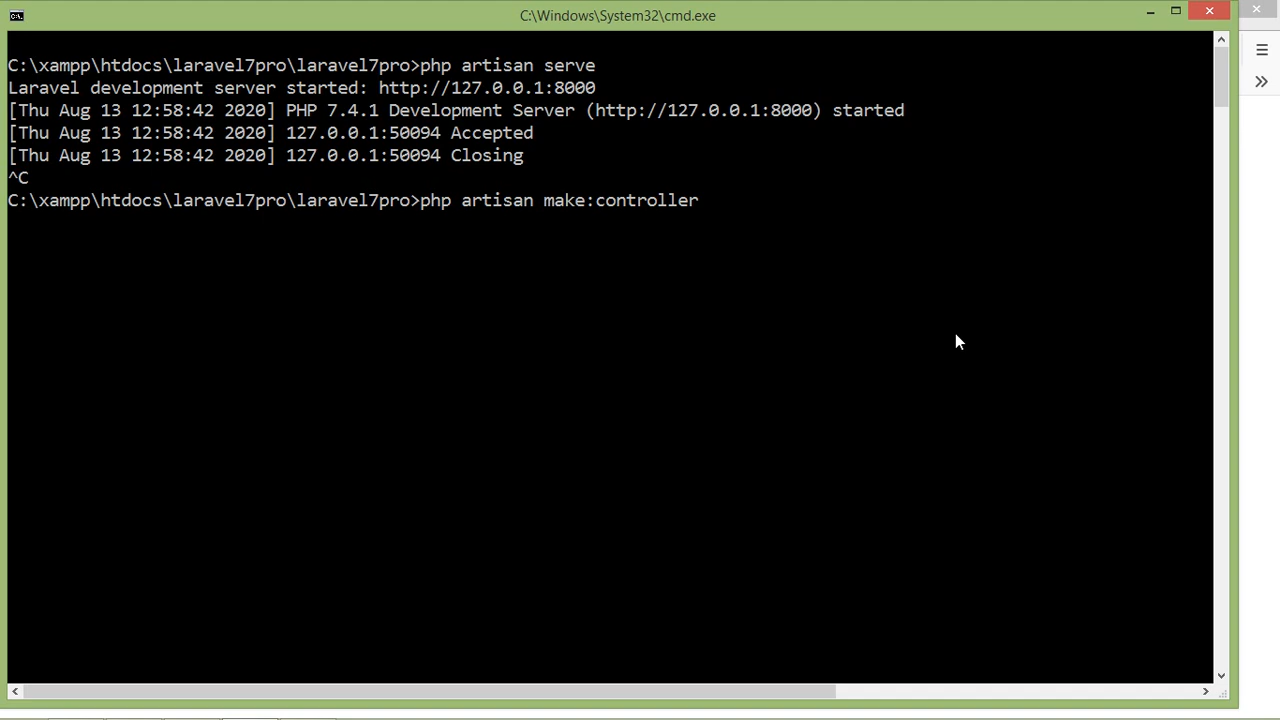 C:\Windows\System32\cmd.exe
C:\xampp\htdocs\laravel7pro\laravel7pro>php artisan serve
Laravel development server started: http://127.0.0.1:8000
[Thu Aug 13 12:58:42 2020] PHP 7.4.1 Development Server (http://127.0.0.1:8000) started
[Thu Aug 13 12:58:42 2020] 127.0.0.1:50094 Accepted
[Thu Aug 13 12:58:42 2020] 127.0.0.1:50094 Closing
^C
C:\xampp\htdocs\laravel7pro\laravel7pro>php artisan make:controller